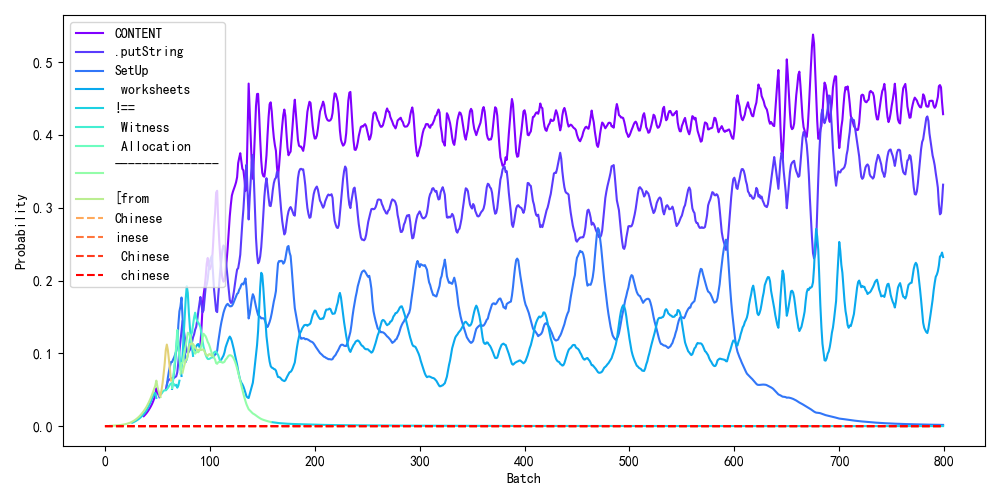 CONTENT
.putString
SetUp
worksheets
!==
Witness
Allocation
————————————————
[from
Chinese
inese
Chinese
chinese
Probability
0.5
0.4
0.3
0.2
0.1
0.0
0 100 200 300 400 500 600 700 800
Batch